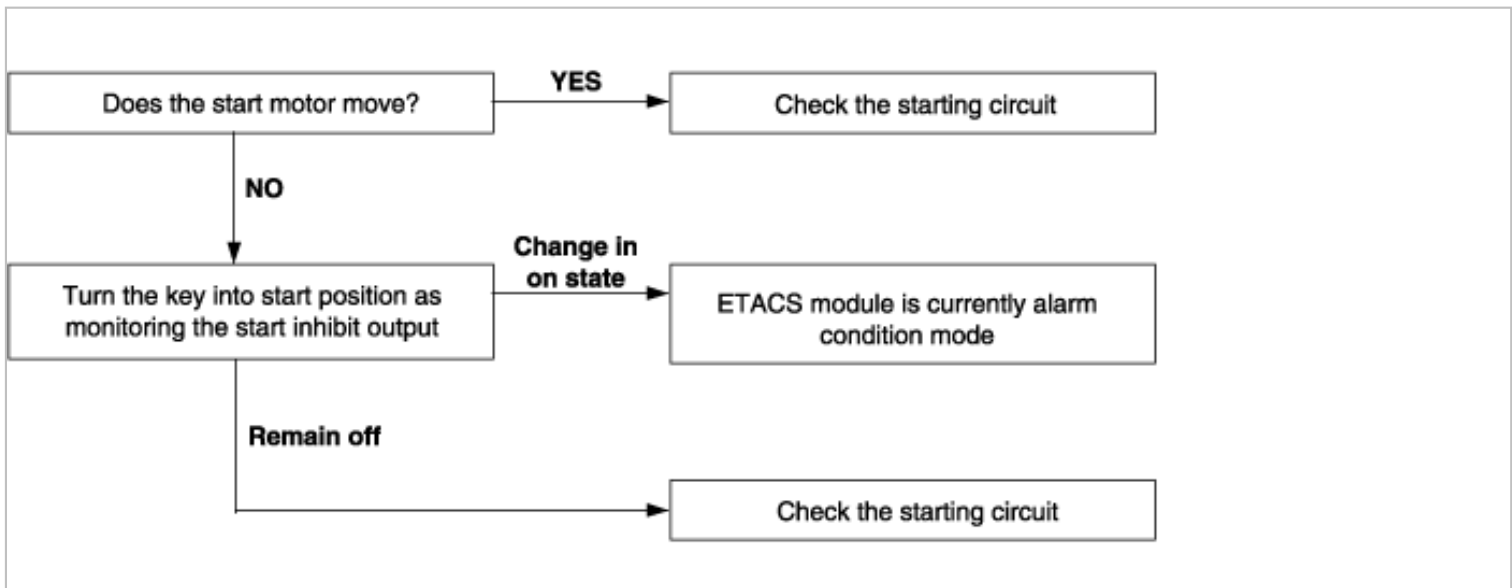 Does the start motor move?
YES
Check the starting circuit
NO
Turn the key into start position as
monitoring the start inhibit output
Change in
on state
ETACS module is currently alarm
condition mode
Remain off
Check the starting circuit